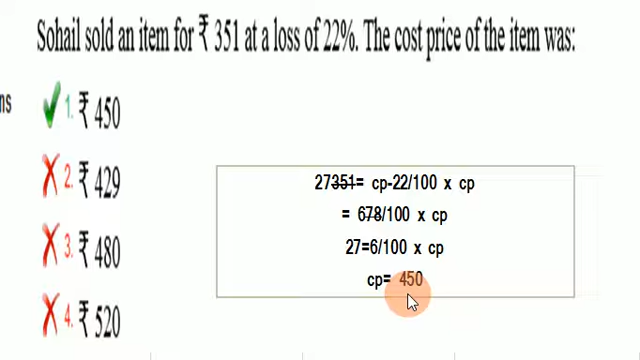 Sohail sold an item for ₹ 351 at a loss of 22%. The cost price of the item was:
ns
1. ₹ 450
2. ₹ 429
3. ₹ 480
4. ₹ 520
27351= cp-22/100 x cp
= 678/100 x cp
27=6/100 x cp
cp= 450